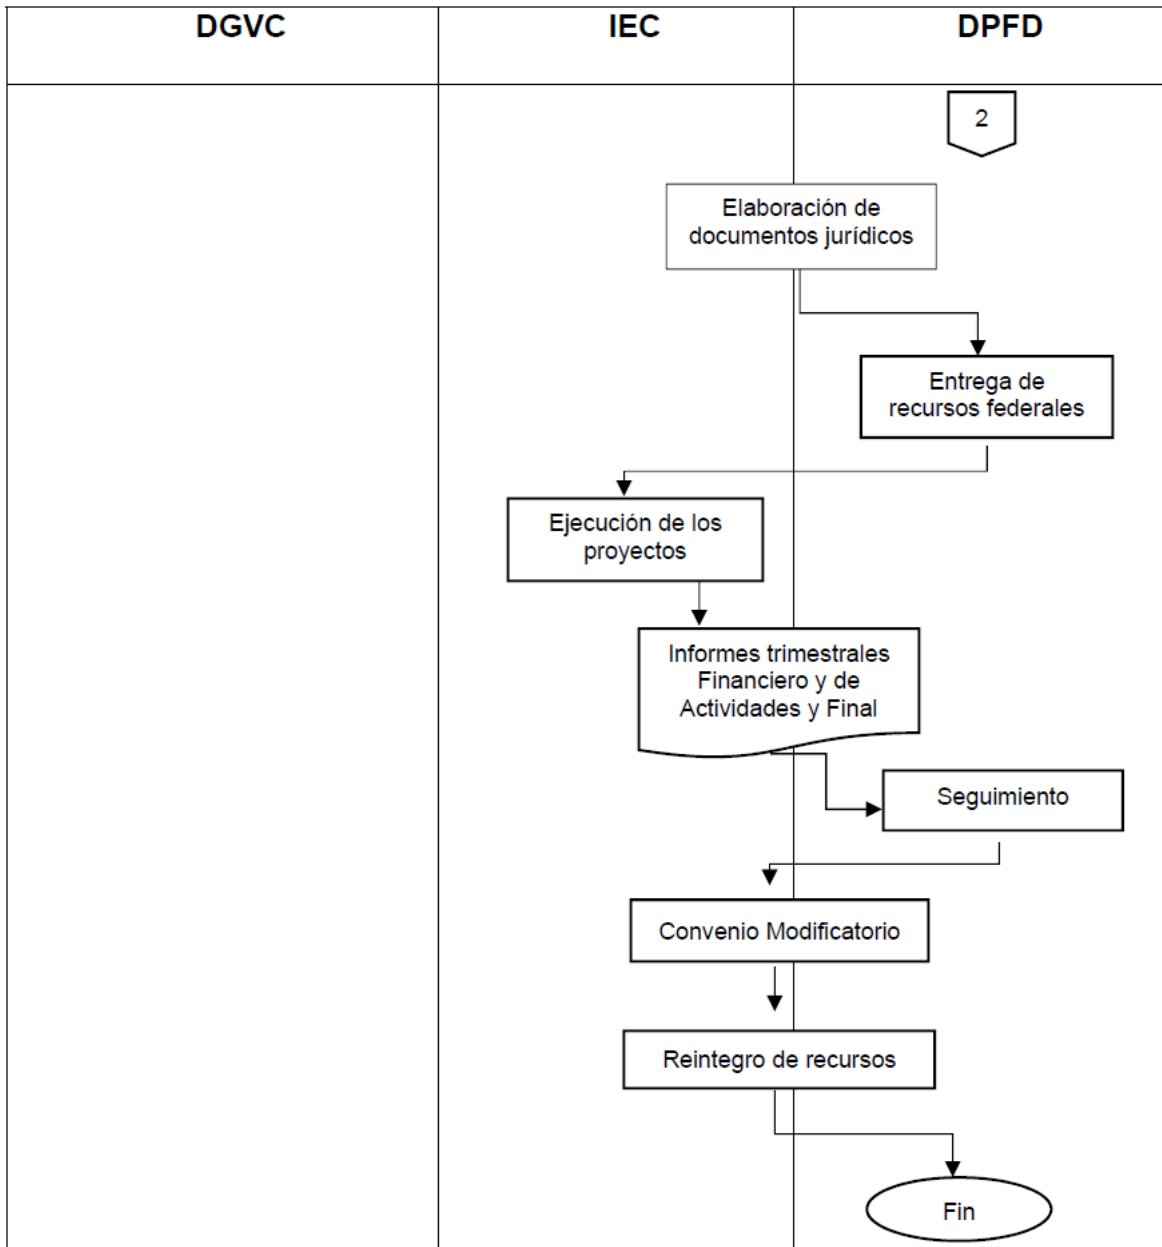 DGVC
IEC
DPFD
2
Elaboración de
documentos jurídicos
Entrega de
recursos federales
Ejecución de los
proyectos
Informes trimestrales
Financiero y de
Actividades y Final
Seguimiento
Convenio Modificatorio
Reintegro de recursos
Fin